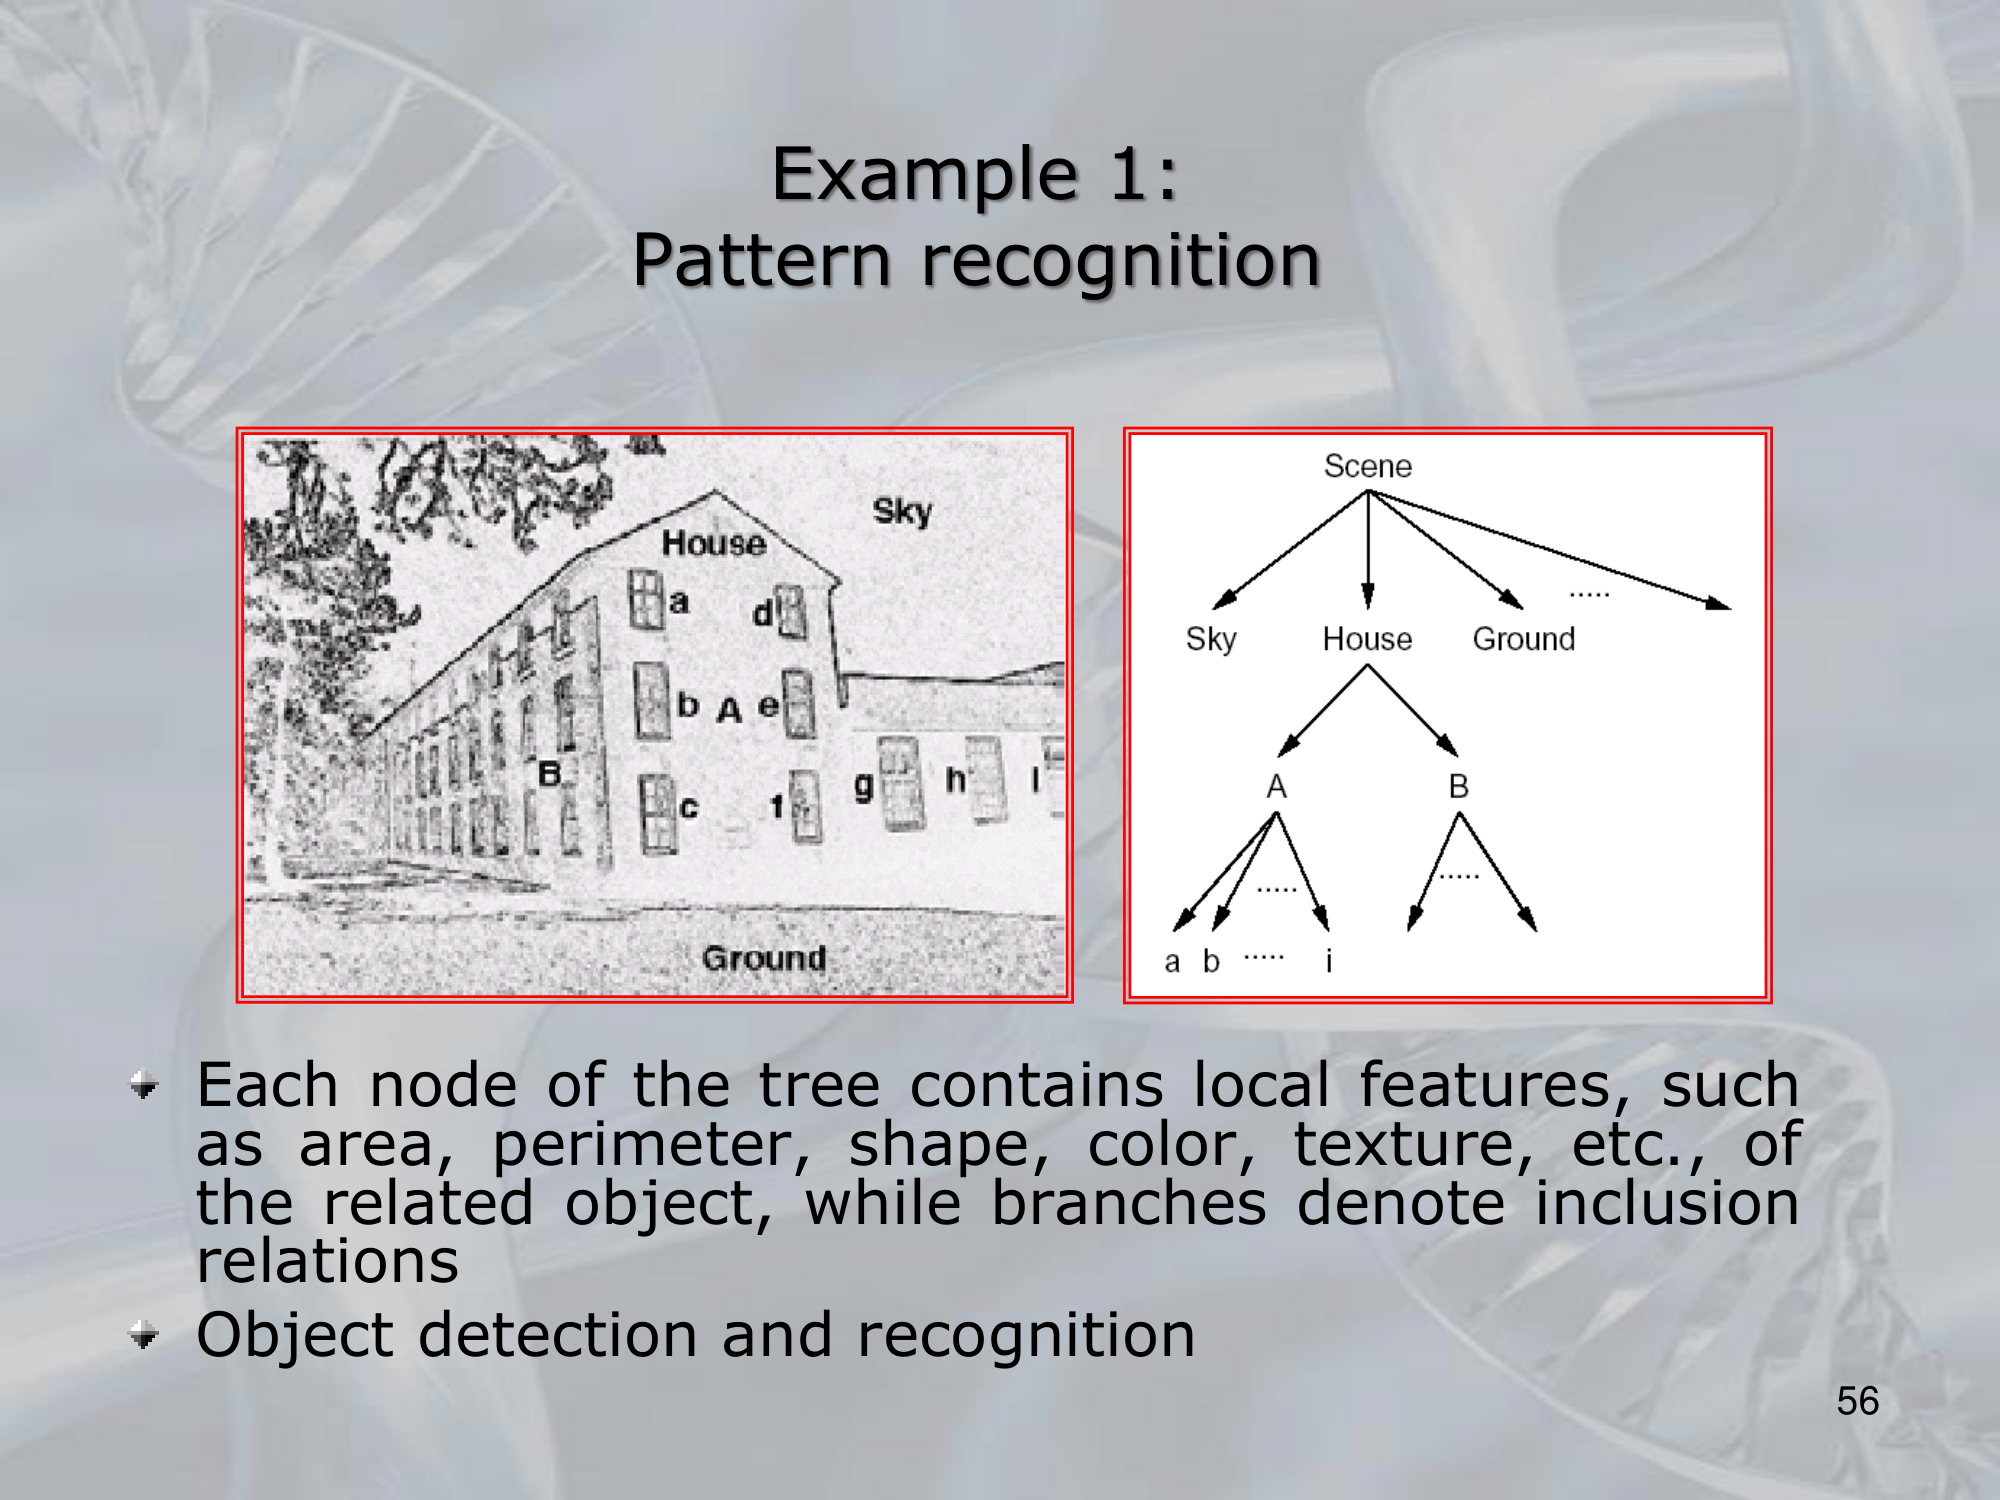 Example 1:
Pattern recognition
Sky
House
a
d
b A e
B
g h i
c
f
Ground
Scene
.....
Sky House Ground
A B
.....
.....
a b ..... i
Each node of the tree contains local features, such
as area, perimeter, shape, color, texture, etc., of
the related object, while branches denote inclusion
relations
Object detection and recognition
56